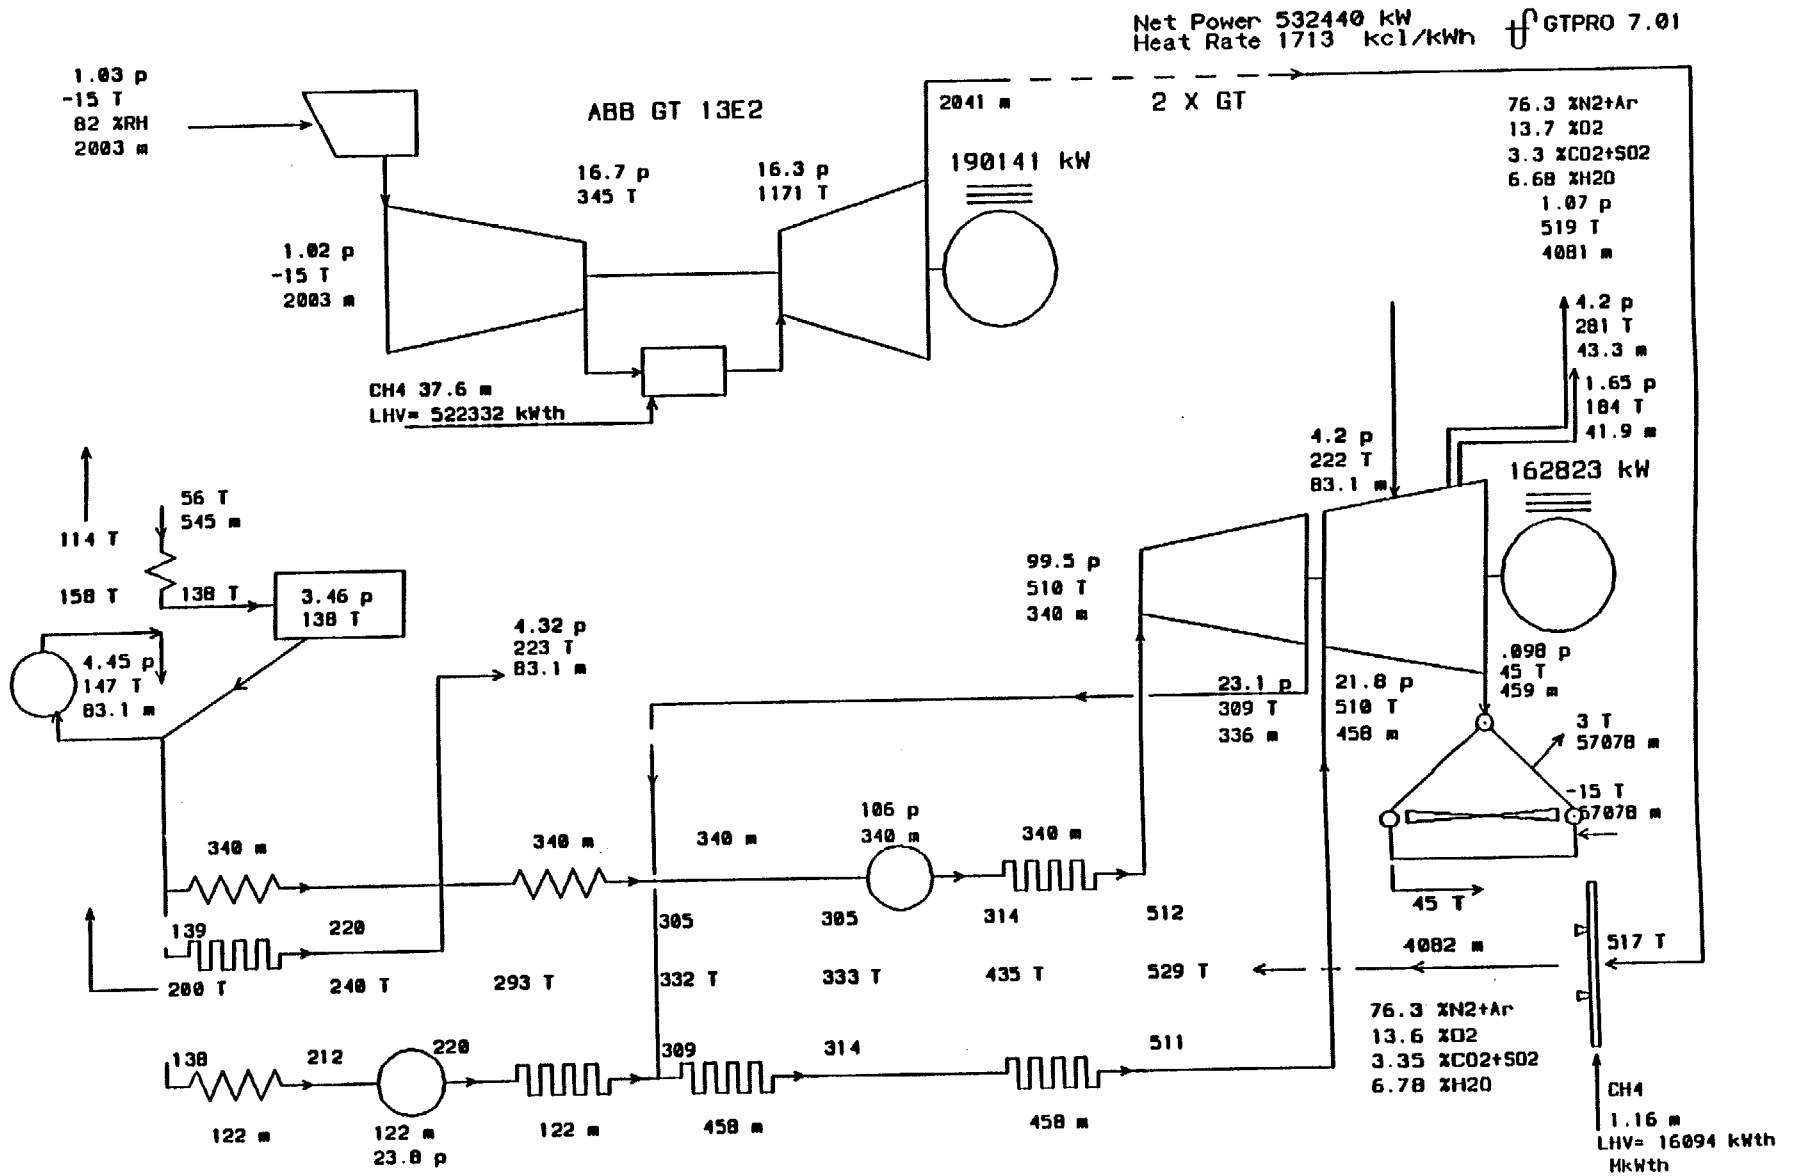 Net Power 532440 kW
Heat Rate 1713 kcl/kWh
GTPRO 7.01
1.03 p
-15 T
82 %RH
2003 m
ABB GT 13E2
2041 m
2 X GT
76.3 %N2+Ar
13.7 %O2
3.3 %CO2+SO2
6.68 %H2O
1.07 p
519 T
4081 m
16.7 p
345 T
16.3 p
1171 T
190141 kW
1.02 p
-15 T
2003 m
CH4 37.6 m
LHV= 522332 kWth
4.2 p
281 T
43.3 m
1.65 p
184 T
41.9 m
4.2 p
222 T
83.1 m
162823 kW
56 T
545 m
114 T
158 T
138 T
3.46 p
138 T
4.45 p
147 T
83.1 m
4.32 p
223 T
83.1 m
99.5 p
510 T
340 m
23.1 p
309 T
336 m
21.8 p
510 T
458 m
.098 p
45 T
459 m
3 T
57078 m
-15 T
57078 m
45 T
340 m
340 m
340 m
106 p
340 m
340 m
139
220
305
305
314
512
200 T
240 T
293 T
332 T
333 T
435 T
529 T
4082 m
517 T
76.3 %N2+Ar
13.6 %O2
3.35 %CO2+SO2
6.78 %H2O
138
212
220
309
314
511
122 m
122 m
23.8 p
122 m
458 m
458 m
CH4
1.16 m
LHV= 16094 kWth
MkWth